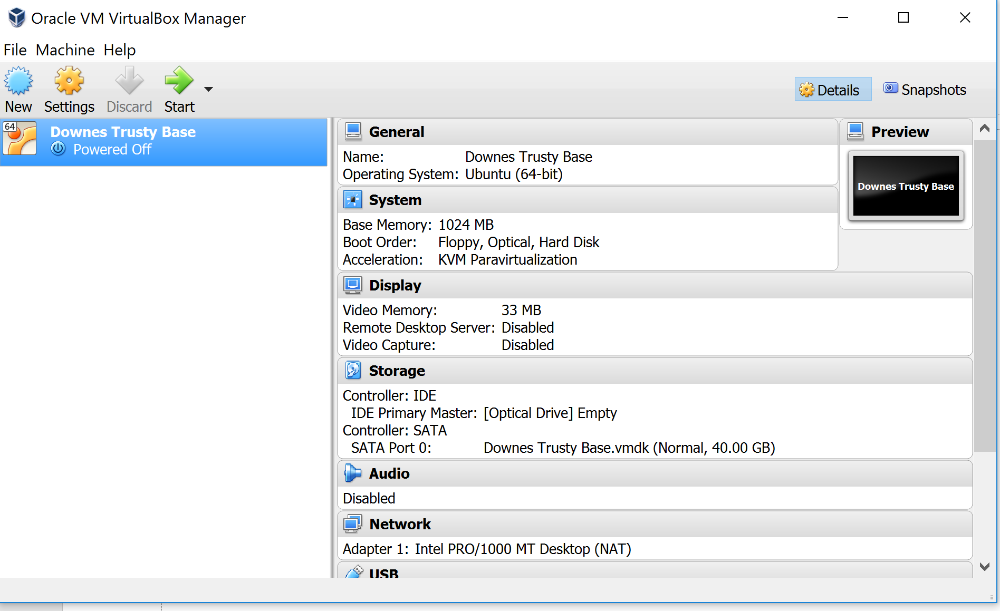 Oracle VM VirtualBox Manager
File Machine Help
New Settings Discard Start
Details Snapshots
64
Downes Trusty Base
Powered Off
General
Name: Downes Trusty Base
Operating System: Ubuntu (64-bit)
Preview
Downes Trusty Base
System
Base Memory: 1024 MB
Boot Order: Floppy, Optical, Hard Disk
Acceleration: KVM Paravirtualization
Display
Video Memory: 33 MB
Remote Desktop Server: Disabled
Video Capture: Disabled
Storage
Controller: IDE
IDE Primary Master: [Optical Drive] Empty
Controller: SATA
SATA Port 0: Downes Trusty Base.vmdk (Normal, 40.00 GB)
Audio
Disabled
Network
Adapter 1: Intel PRO/1000 MT Desktop (NAT)
USB